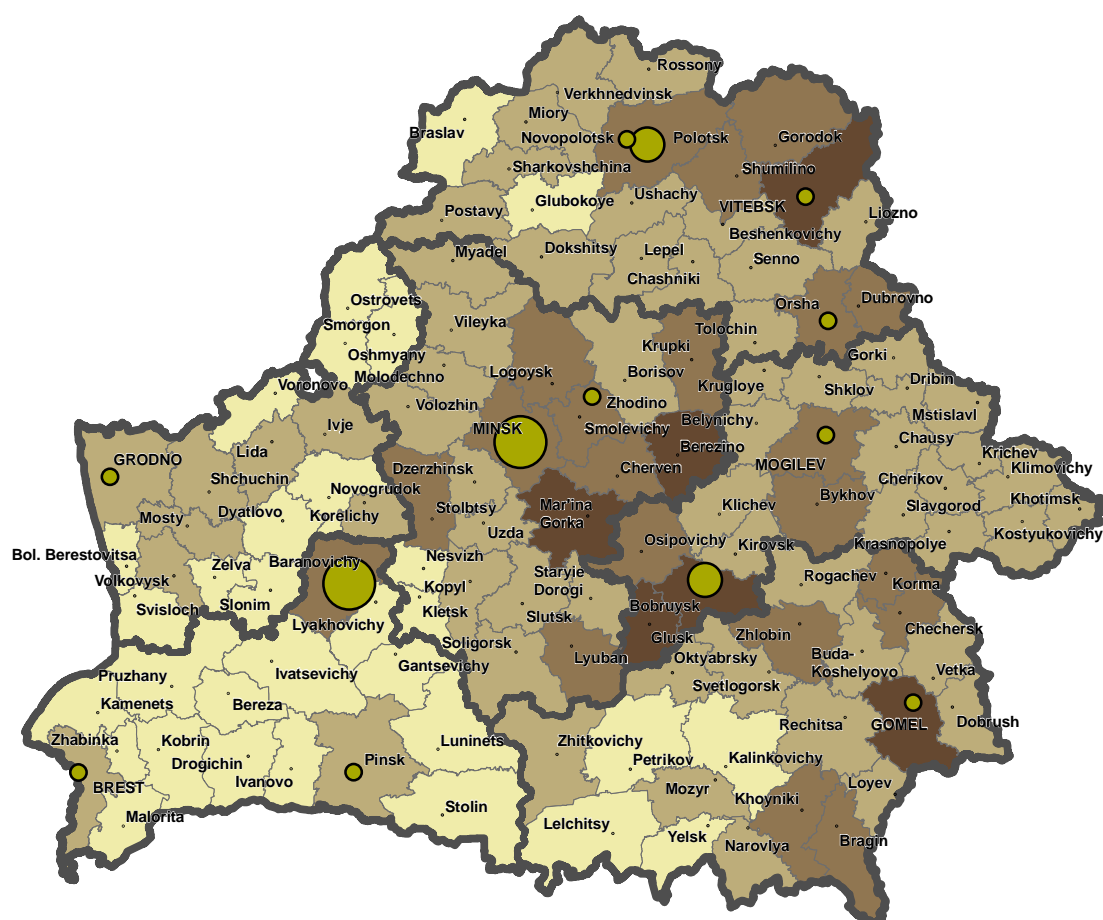 Rossony
Verkhnedvinsk
Miory
Braslav
Novopolotsk
Polotsk
Gorodok
Sharkovshchina
Shumilino
Glubokoye
Ushachy
VITEBSK
Postavy
Liozno
Beshenkovichy
Dokshitsy
Lepel
Myadel
Senno
Chashniki
Ostrovets
Orsha
Dubrovno
Smorgon
Vileyka
Tolochin
Krupki
Oshmyany
Gorki
Molodechno
Logoysk
Borisov
Voronovo
Krugloye
Shklov
Dribin
Volozhin
Zhodino
Mstislavl
Ivje
MINSK
Smolevichy
Belynichy
Chausy
Lida
Berezino
GRODNO
Krichev
Dzerzhinsk
Cherven
MOGILEV
Klimovichy
Shchuchin
Cherikov
Novogrudok
Bykhov
Khotimsk
Mar'ina
Gorka
Klichev
Slavgorod
Dyatlovo
Korelichy
Stolbtsy
Mosty
Uzda
Kostyukovichy
Osipovichy
Krasnopolye
Kirovsk
Bol. Berestovitsa
Nesvizh
Baranovichy
Zelva
Staryie
Dorogi
Rogachev
Volkovysk
Kopyl
Korma
Slonim
Svisloch
Kletsk
Bobruysk
Slutsk
Lyakhovichy
Chechersk
Glusk
Zhlobin
Soligorsk
Buda-
Koshelyovo
Lyuban
Oktyabrsky
Gantsevichy
Vetka
Ivatsevichy
Pruzhany
Svetlogorsk
Kamenets
Bereza
Rechitsa
GOMEL
Dobrush
Zhabinka
Kobrin
Luninets
Zhitkovichy
Drogichin
Pinsk
Petrikov
Kalinkovichy
Ivanovo
BREST
Mozyr
Loyev
Khoyniki
Stolin
Malorita
Lelchitsy
Yelsk
Narovlya
Bragin